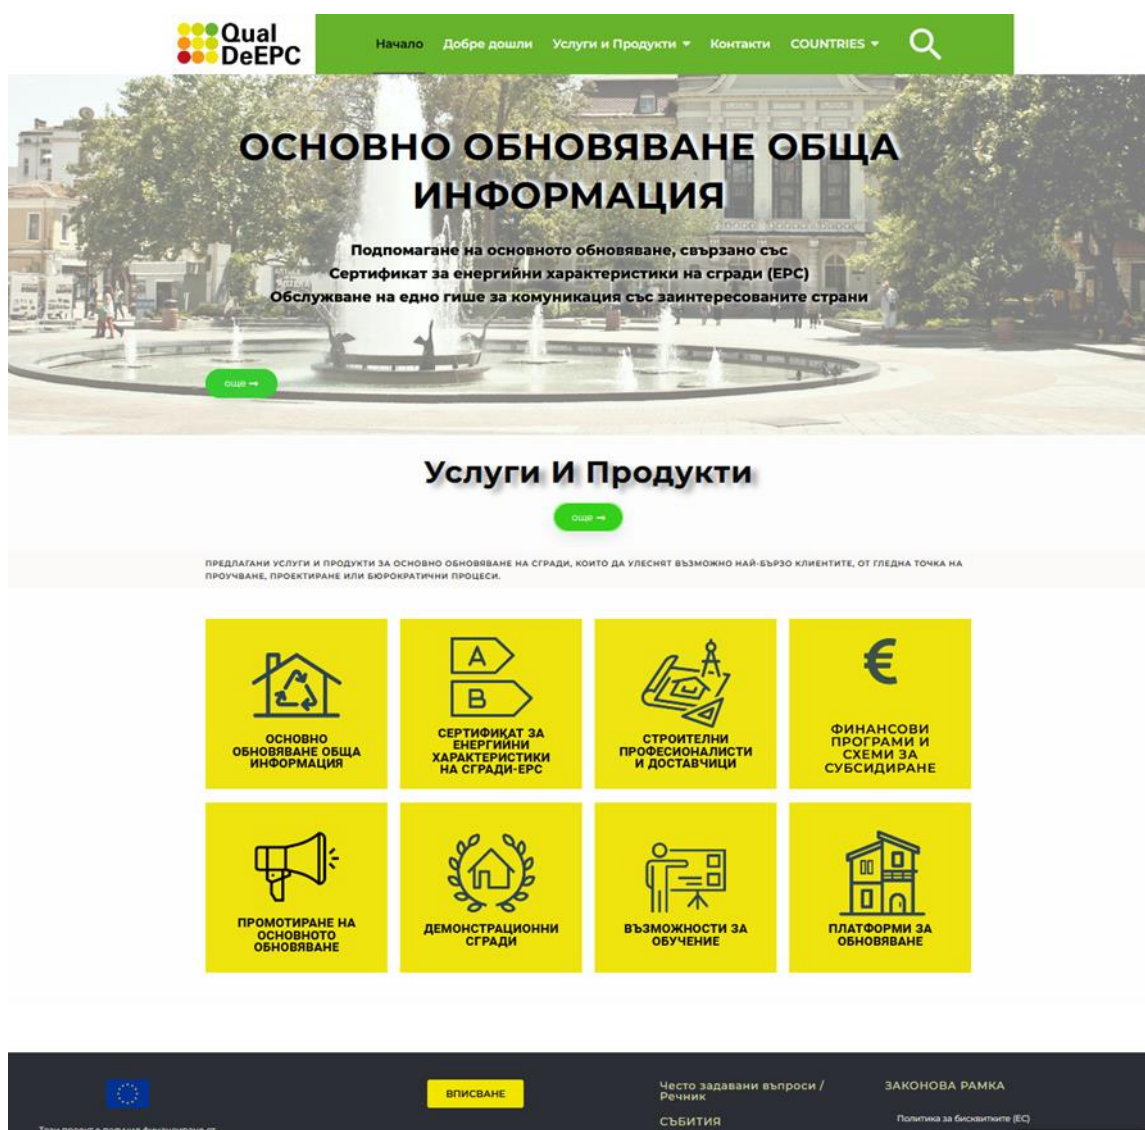 Qual
DeEPC
Начало Добре дошли Услуги и Продукти Контакти COUNTRIES
ОСНОВНО ОБНОВЯВАНЕ ОБЩА
ИНФОРМАЦИЯ
Подпомагане на основното обновяване, свързано със
Сертификат за енергийни характеристики на сгради (EPC)
Обслужване на едно гише за комуникация със заинтересованите страни
още →
Услуги И Продукти
още →
ПРЕДЛАГАНИ УСЛУГИ И ПРОДУКТИ ЗА ОСНОВНО ОБНОВЯВАНЕ НА СГРАДИ, КОИТО ДА УЛЕСНЯТ ВЪЗМОЖНО НАЙ-БЪРЗО КЛИЕНТИТЕ, ОТ ГЛЕДНА ТОЧКА НА
ПРОУЧВАНЕ, ПРОЕКТИРАНЕ ИЛИ БЮРОКРАТИЧНИ ПРОЦЕСИ.
ОСНОВНО
ОБНОВЯВАНЕ ОБЩА
ИНФОРМАЦИЯ
A
B
СЕРТИФИКАТ ЗА
ЕНЕРГИЙНИ
ХАРАКТЕРИСТИКИ
НА СГРАДИ-EPC
СТРОИТЕЛНИ
ПРОФЕСИОНАЛИСТИ
И ДОСТАВЧИЦИ
€
ФИНАНСОВИ
ПРОГРАМИ И
СХЕМИ ЗА
СУБСИДИРАНЕ
ПРОМОТИРАНЕ НА
ОСНОВНОТО
ОБНОВЯВАНЕ
ДЕМОНСТРАЦИОННИ
СГРАДИ
ВЪЗМОЖНОСТИ ЗА
ОБУЧЕНИЕ
ПЛАТФОРМИ ЗА
ОБНОВЯВАНЕ
ВПИСВАНЕ
Често задавани въпроси /
Речник
СЪБИТИЯ
ЗАКОНОВА РАМКА
Политика за бисквитките (ЕС)